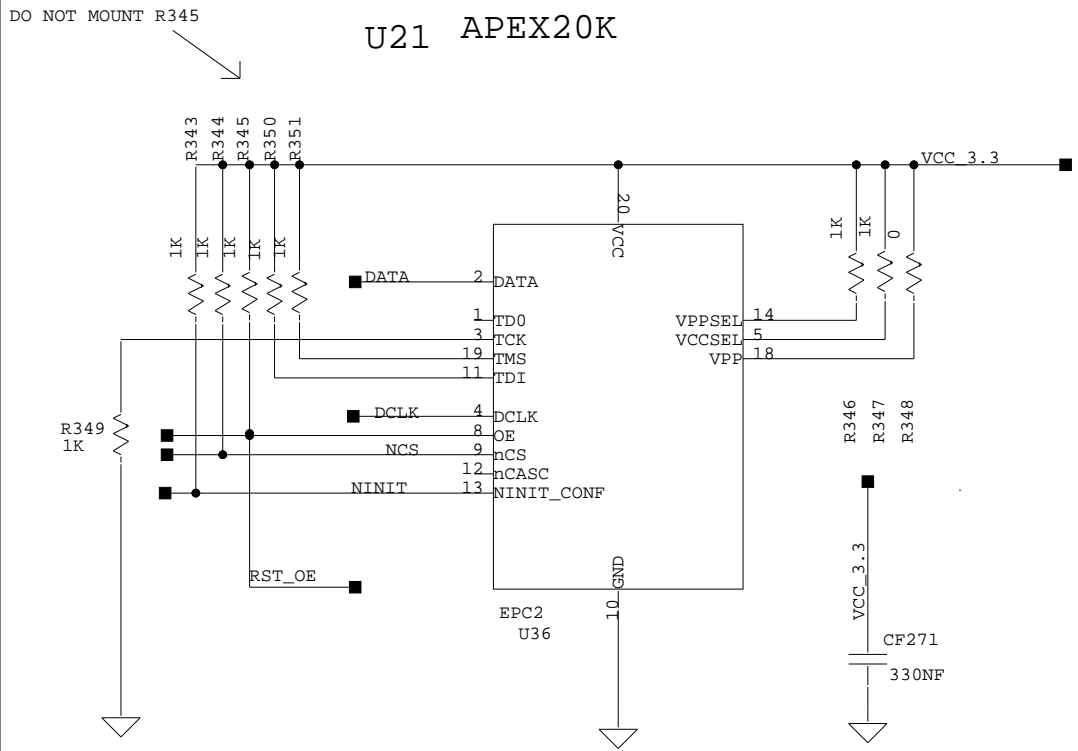 DO NOT MOUNT R345
U21 APEX20K
R343
R344
R345
R350
R351
VCC_3.3
1K
1K
1K
1K
1K
20
VCC
1K
1K
0
DATA 2 DATA
1 TD0
3 TCK
19 TMS
11 TDI
DCLK 4 DCLK
8 OE
NCS 9 nCS
12 nCASC
NINIT 13 NINIT_CONF
VPPSEL 14
VCCSEL 5
VPP 18
R349
1K
R346
R347
R348
RST_OE
GND
10
EPC2
U36
VCC_3.3
CF271
330NF